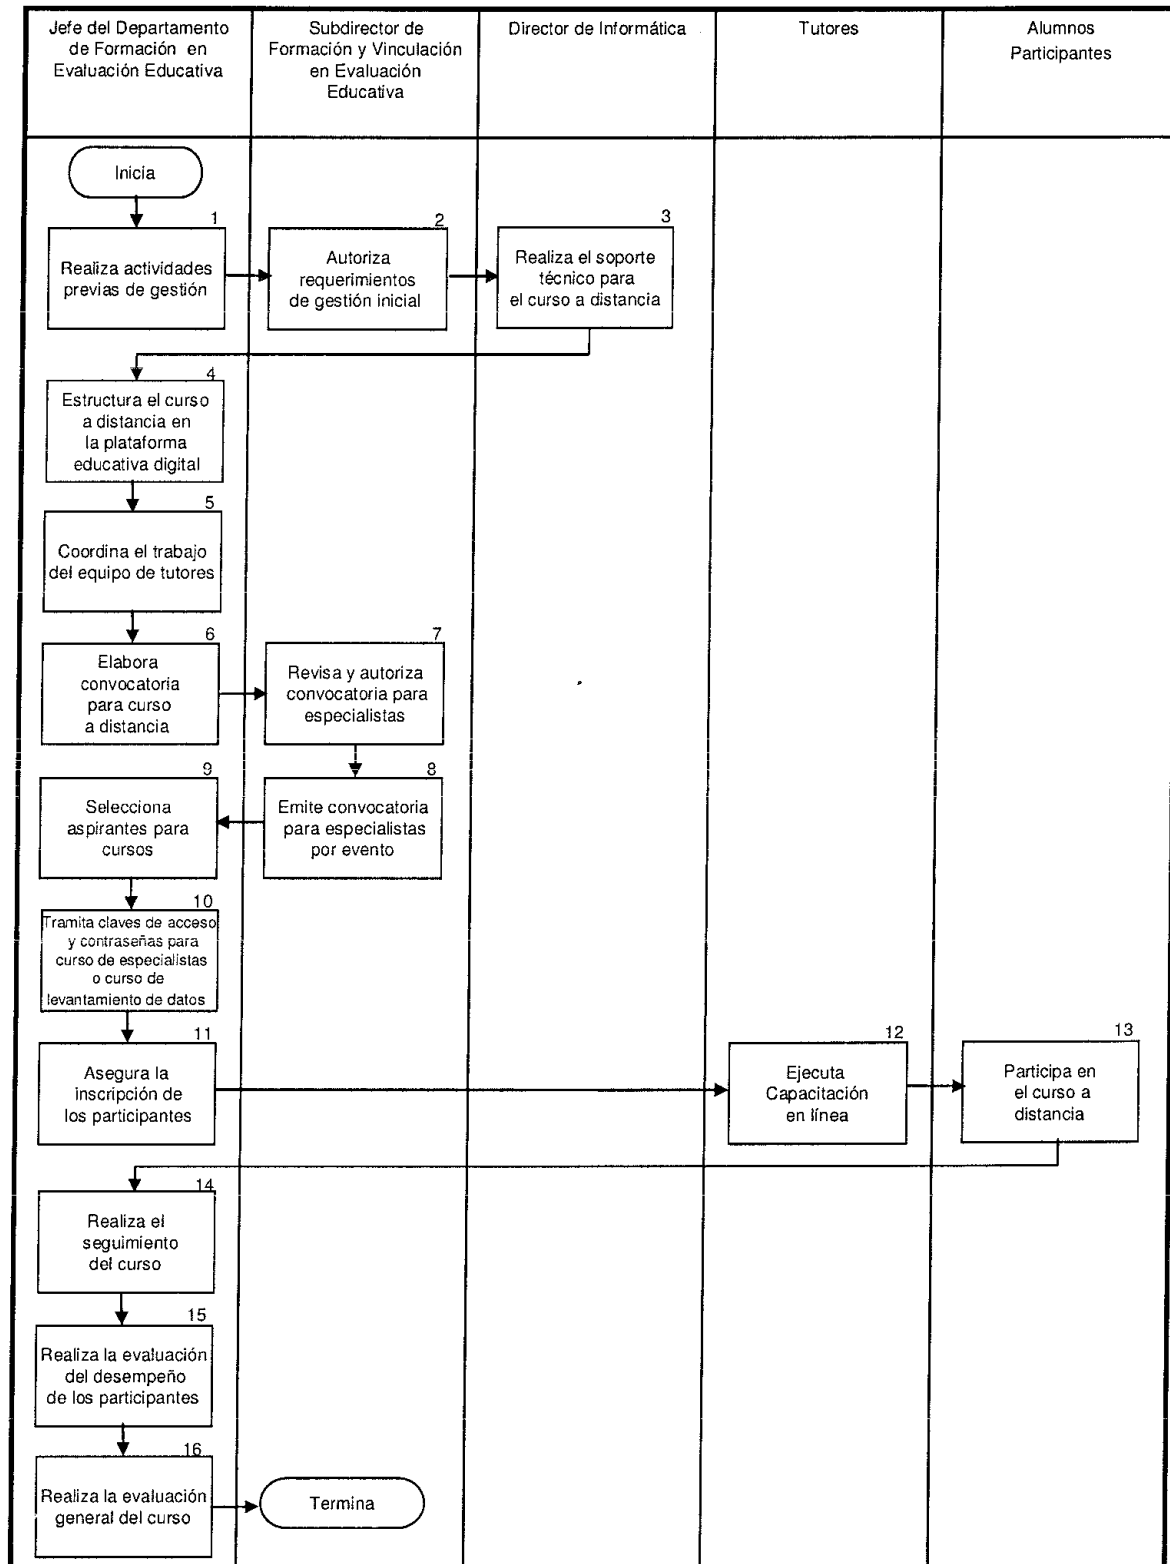 Jefe del Departamento
de Formación en
Evaluación Educativa
Subdirector de
Formación y Vinculación
en Evaluación
Educativa
Director de Informática
Tutores
Alumnos
Participantes
Inicia
1
Realiza actividades
previas de gestión
2
Autoriza
requerimientos
de gestión inicial
3
Realiza el soporte
técnico para
el curso a distancia
4
Estructura el curso
a distancia en
la plataforma
educativa digital
5
Coordina el trabajo
del equipo de tutores
6
Elabora
convocatoria
para curso
a distancia
7
Revisa y autoriza
convocatoria para
especialistas
8
Emite convocatoria
para especialistas
por evento
9
Selecciona
aspirantes para
cursos
10
Tramita claves de acceso
y contraseñas para
curso de especialistas
o curso de
levantamiento de datos
11
Asegura la
inscripción de
los participantes
12
Ejecuta
Capacitación
en línea
13
Participa en
el curso a
distancia
14
Realiza el
seguimiento
del curso
15
Realiza la evaluación
del desempeño
de los participantes
16
Realiza la evaluación
general del curso
Termina